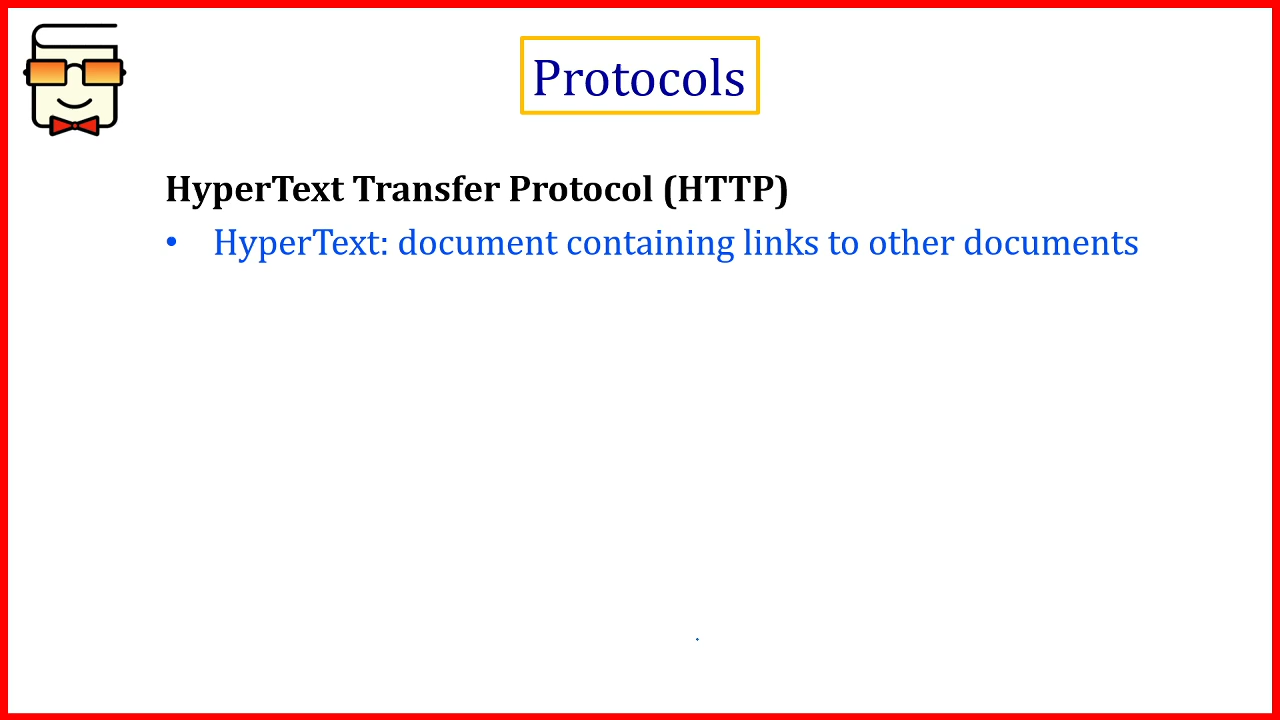 Protocols
HyperText Transfer Protocol (HTTP)
• HyperText: document containing links to other documents